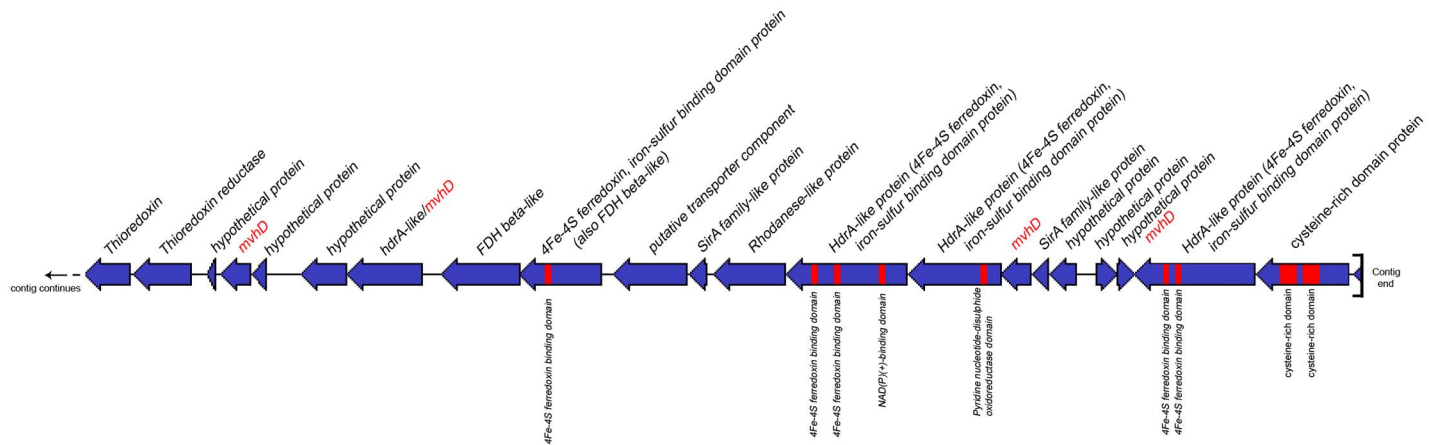 Thioredoxin
Thioredoxin reductase
hypothetical protein
mvhD
hypothetical protein
hypothetical protein
hdrA-like/mvhD
FDH beta-like
4Fe-4S ferredoxin, iron-sulfur binding domain protein
(also FDH beta-like)
putative transporter component
SirA family-like protein
Rhodanese-like protein
HdrA-like protein (4Fe-4S ferredoxin,
iron-sulfur binding domain protein)
HdrA-like protein (4Fe-4S ferredoxin,
iron-sulfur binding domain protein)
mvhD
SirA family-like protein
hypothetical protein
hypothetical protein
hypothetical protein
mvhD
HdrA-like protein (4Fe-4S ferredoxin,
iron-sulfur binding domain protein)
cysteine-rich domain protein
contig continues
Contig
end
4Fe-4S ferredoxin binding domain
4Fe-4S ferredoxin binding domain
4Fe-4S ferredoxin binding domain
NAD(P)(+)-binding domain
Pyridine nucleotide-disulphide
oxidoreductase domain
4Fe-4S ferredoxin binding domain
4Fe-4S ferredoxin binding domain
cysteine-rich domain
cysteine-rich domain